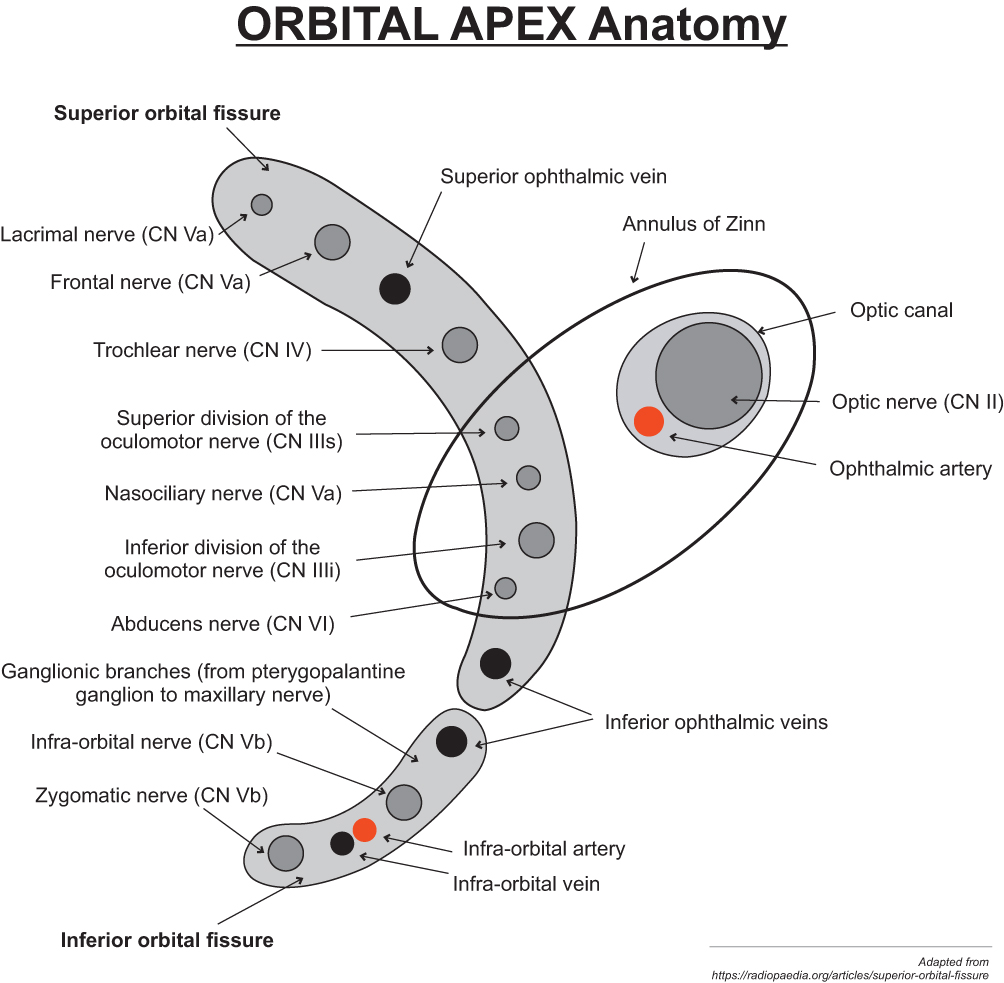 ORBITAL APEX Anatomy
Superior orbital fissure
Superior ophthalmic vein
Annulus of Zinn
Lacrimal nerve (CN Va)
Frontal nerve (CN Va)
Optic canal
Trochlear nerve (CN IV)
Optic nerve (CN II)
Superior division of the
oculomotor nerve (CN IIIs)
Ophthalmic artery
Nasociliary nerve (CN Va)
Inferior division of the
oculomotor nerve (CN IIIi)
Abducens nerve (CN VI)
Ganglionic branches (from pterygopalantine
ganglion to maxillary nerve)
Inferior ophthalmic veins
Infra-orbital nerve (CN Vb)
Zygomatic nerve (CN Vb)
Infra-orbital artery
Infra-orbital vein
Inferior orbital fissure
Adapted from
https://radiopaedia.org/articles/superior-orbital-fissure